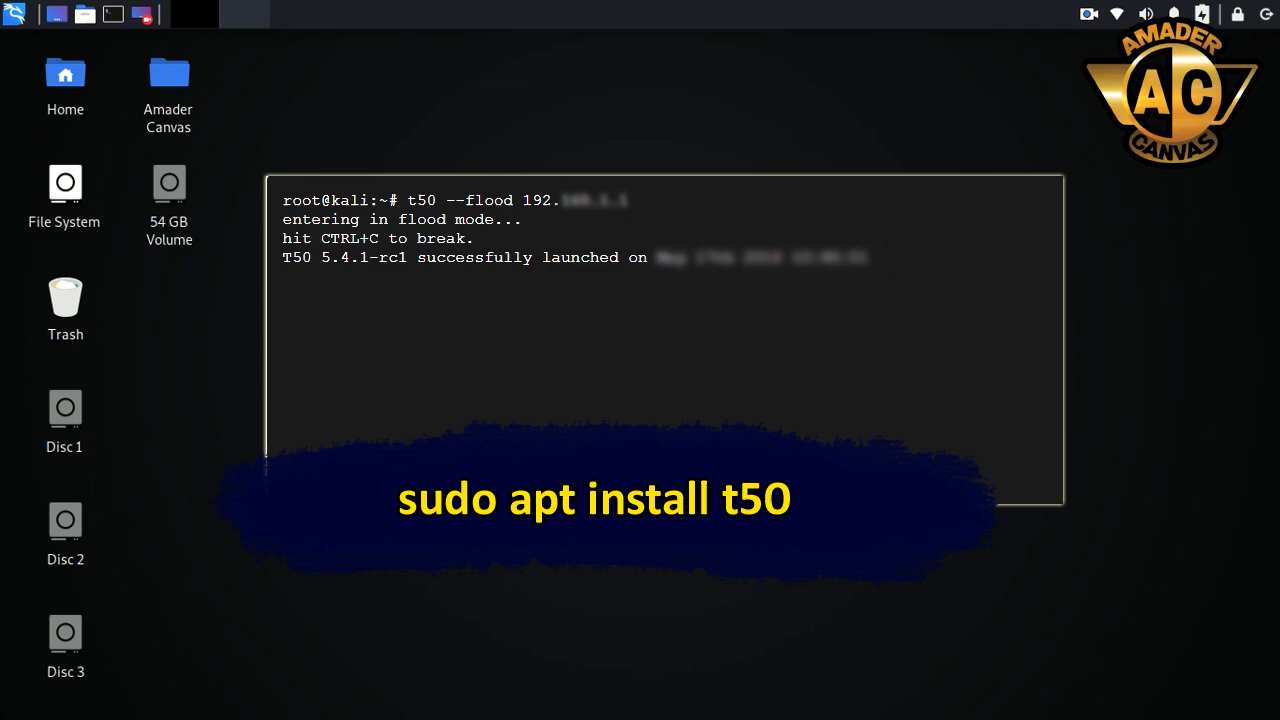 Home
Amader
Canvas
File System
54 GB
Volume
Trash
Disc 1
Disc 2
Disc 3
AMADER
AC
CANVAS
root@kali:~# t50 --flood 192.
entering in flood mode...
hit CTRL+C to break.
T50 5.4.1-rc1 successfully launched on
sudo apt install t50